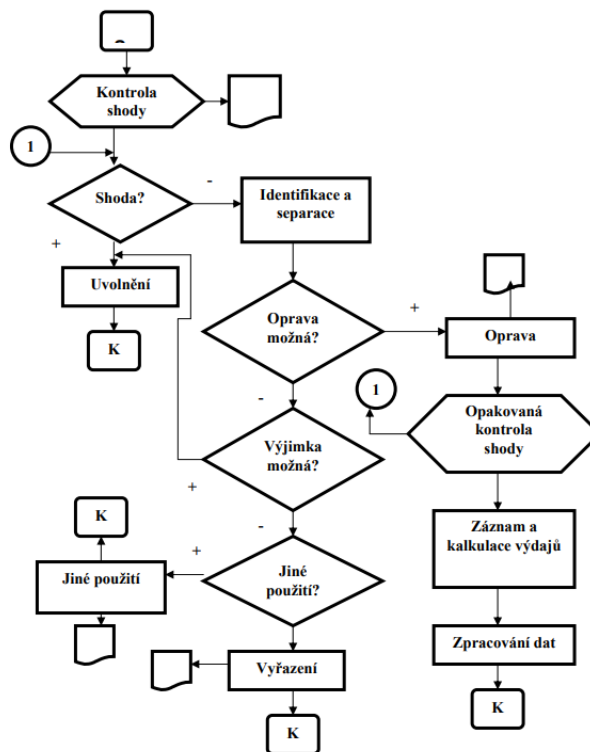 Kontrola
shody
1
Shoda?
-
Identifikace a
separace
+
Uvolnění
K
Oprava
možná?
+
Oprava
-
1
Opakovaná
kontrola
shody
Výjimka
možná?
+
-
K
Záznam a
kalkulace výdajů
+
Jiné použití
Jiné
použití?
Zpracování dat
Vyřazení
K
K